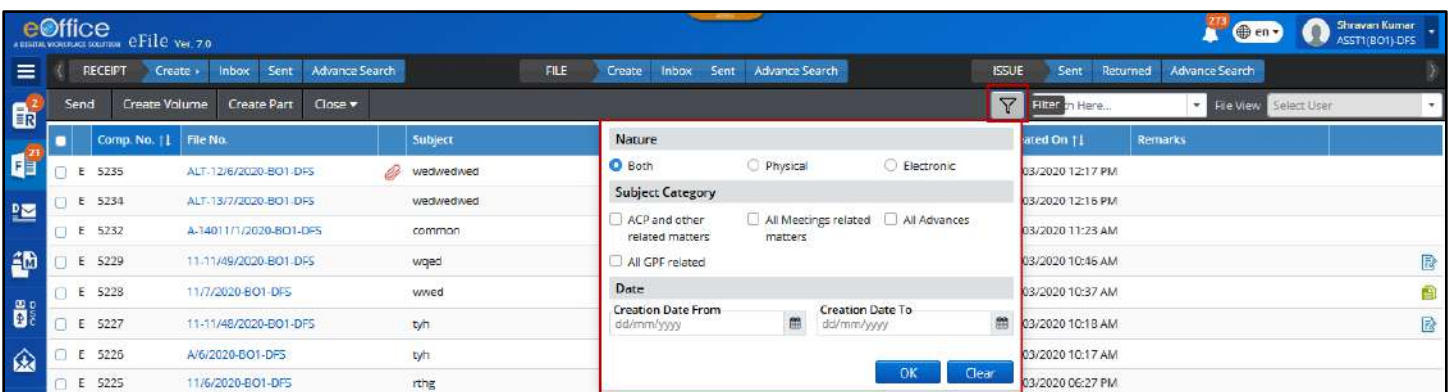 eOffice
A DIGITAL WORKPLACE SOLUTION eFile Ver. 7.0
273 en Shravan Kumar
ASST1(BO1)-DFS
RECEIPT Create Inbox Sent Advance Search FILE Create Inbox Sent Advance Search ISSUE Sent Returned Advance Search
2 Send Create Volume Create Part Close Filter h Here... File View Select User
Comp. No. File No. Subject Nature ated On Remarks
21 E 5235 ALT-12/6/2020-BO1-DFS wedwedwed Both Physical Electronic 03/2020 12:17 PM
E 5234 ALT-13/7/2020-BO1-DFS wedwedwed Subject Category 03/2020 12:16 PM
E 5232 A-14011/1/2020-BO1-DFS common ACP and other related matters All Meetings related matters All Advances 03/2020 11:23 AM
E 5229 11-11/49/2020-BO1-DFS wqed All GPF related 03/2020 10:46 AM
E 5228 11/7/2020-BO1-DFS wwed Date 03/2020 10:37 AM
Creation Date From Creation Date To
E 5227 11-11/48/2020-BO1-DFS tyh dd/mm/yyyy dd/mm/yyyy 03/2020 10:18 AM
E 5226 A/6/2020-BO1-DFS tyh 03/2020 10:17 AM
E 5225 11/6/2020-BO1-DFS rthg OK Clear 03/2020 06:27 PM